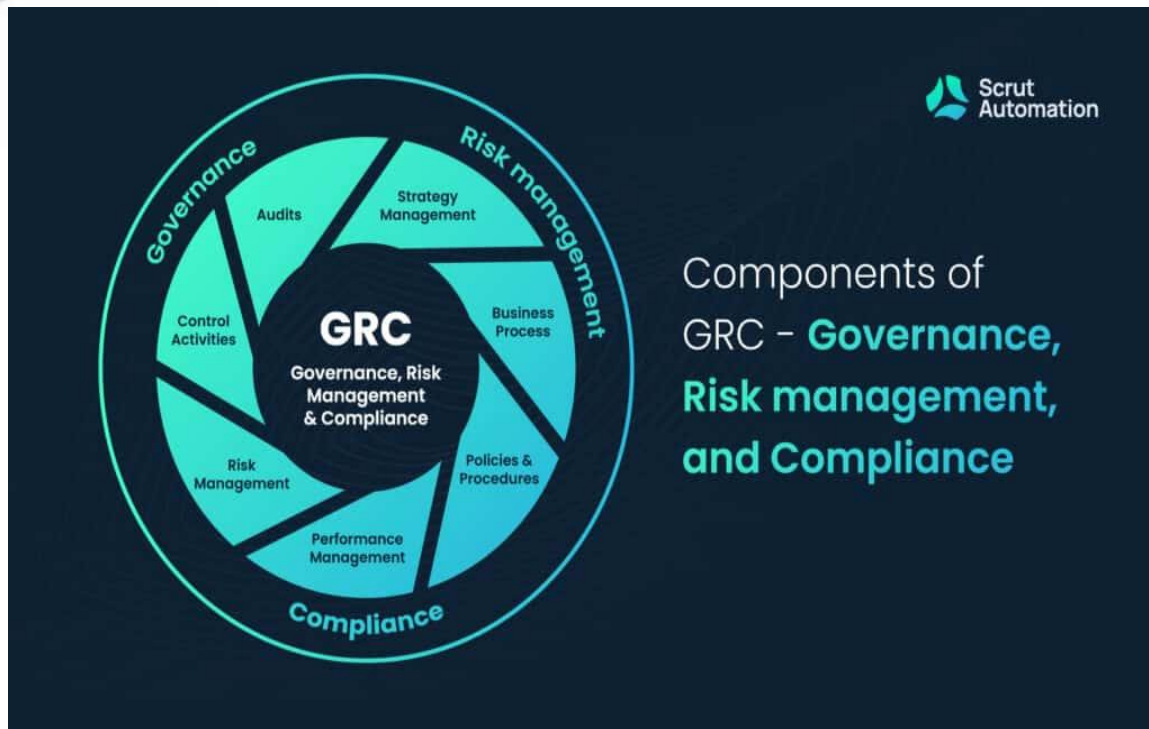 Scrut
Automation
Governance
Risk management
Compliance
Audits
Strategy
Management
Business
Process
Policies &
Procedures
Performance
Management
Risk
Management
Control
Activities
GRC
Governance, Risk
Management
& Compliance
Components of
GRC - Governance,
Risk management,
and Compliance